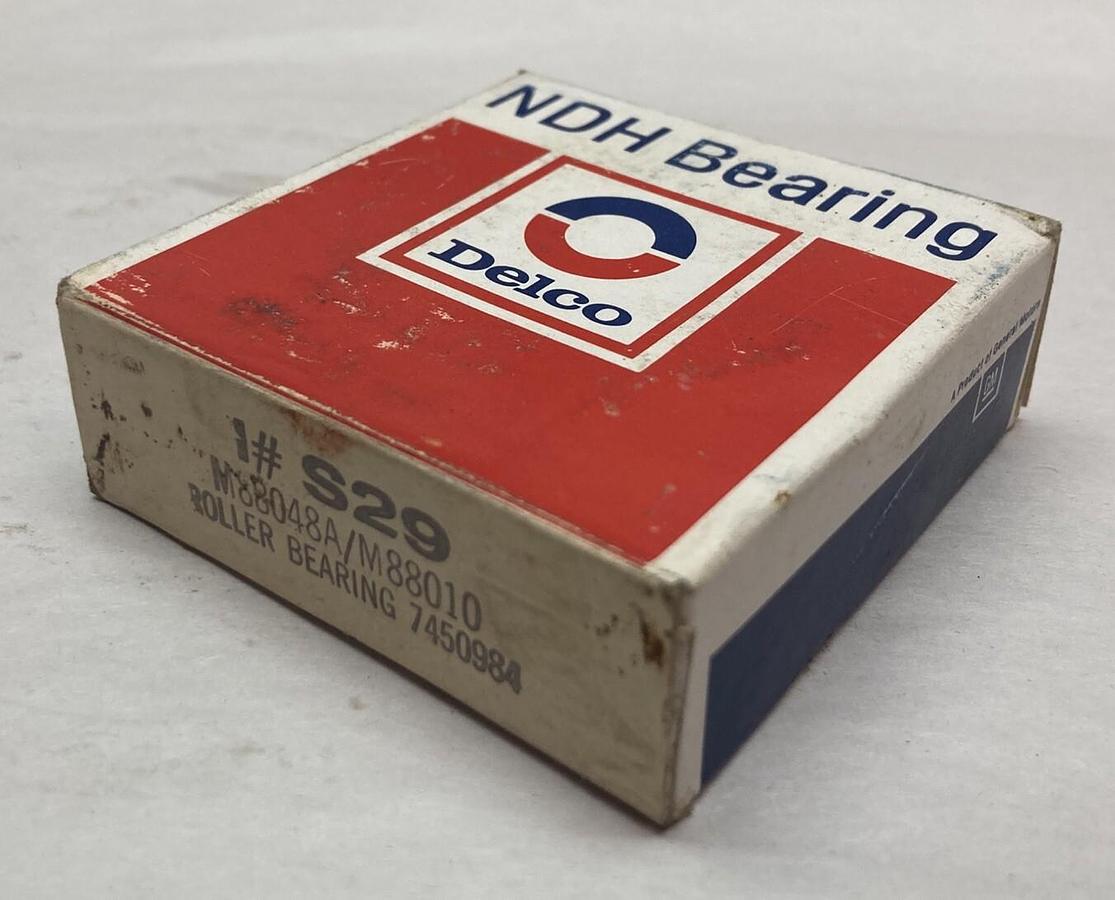 NDH Bearing
Delco
A Product of General Motors
GM
1# S29
M88048A/M88010
ROLLER BEARING 7450984